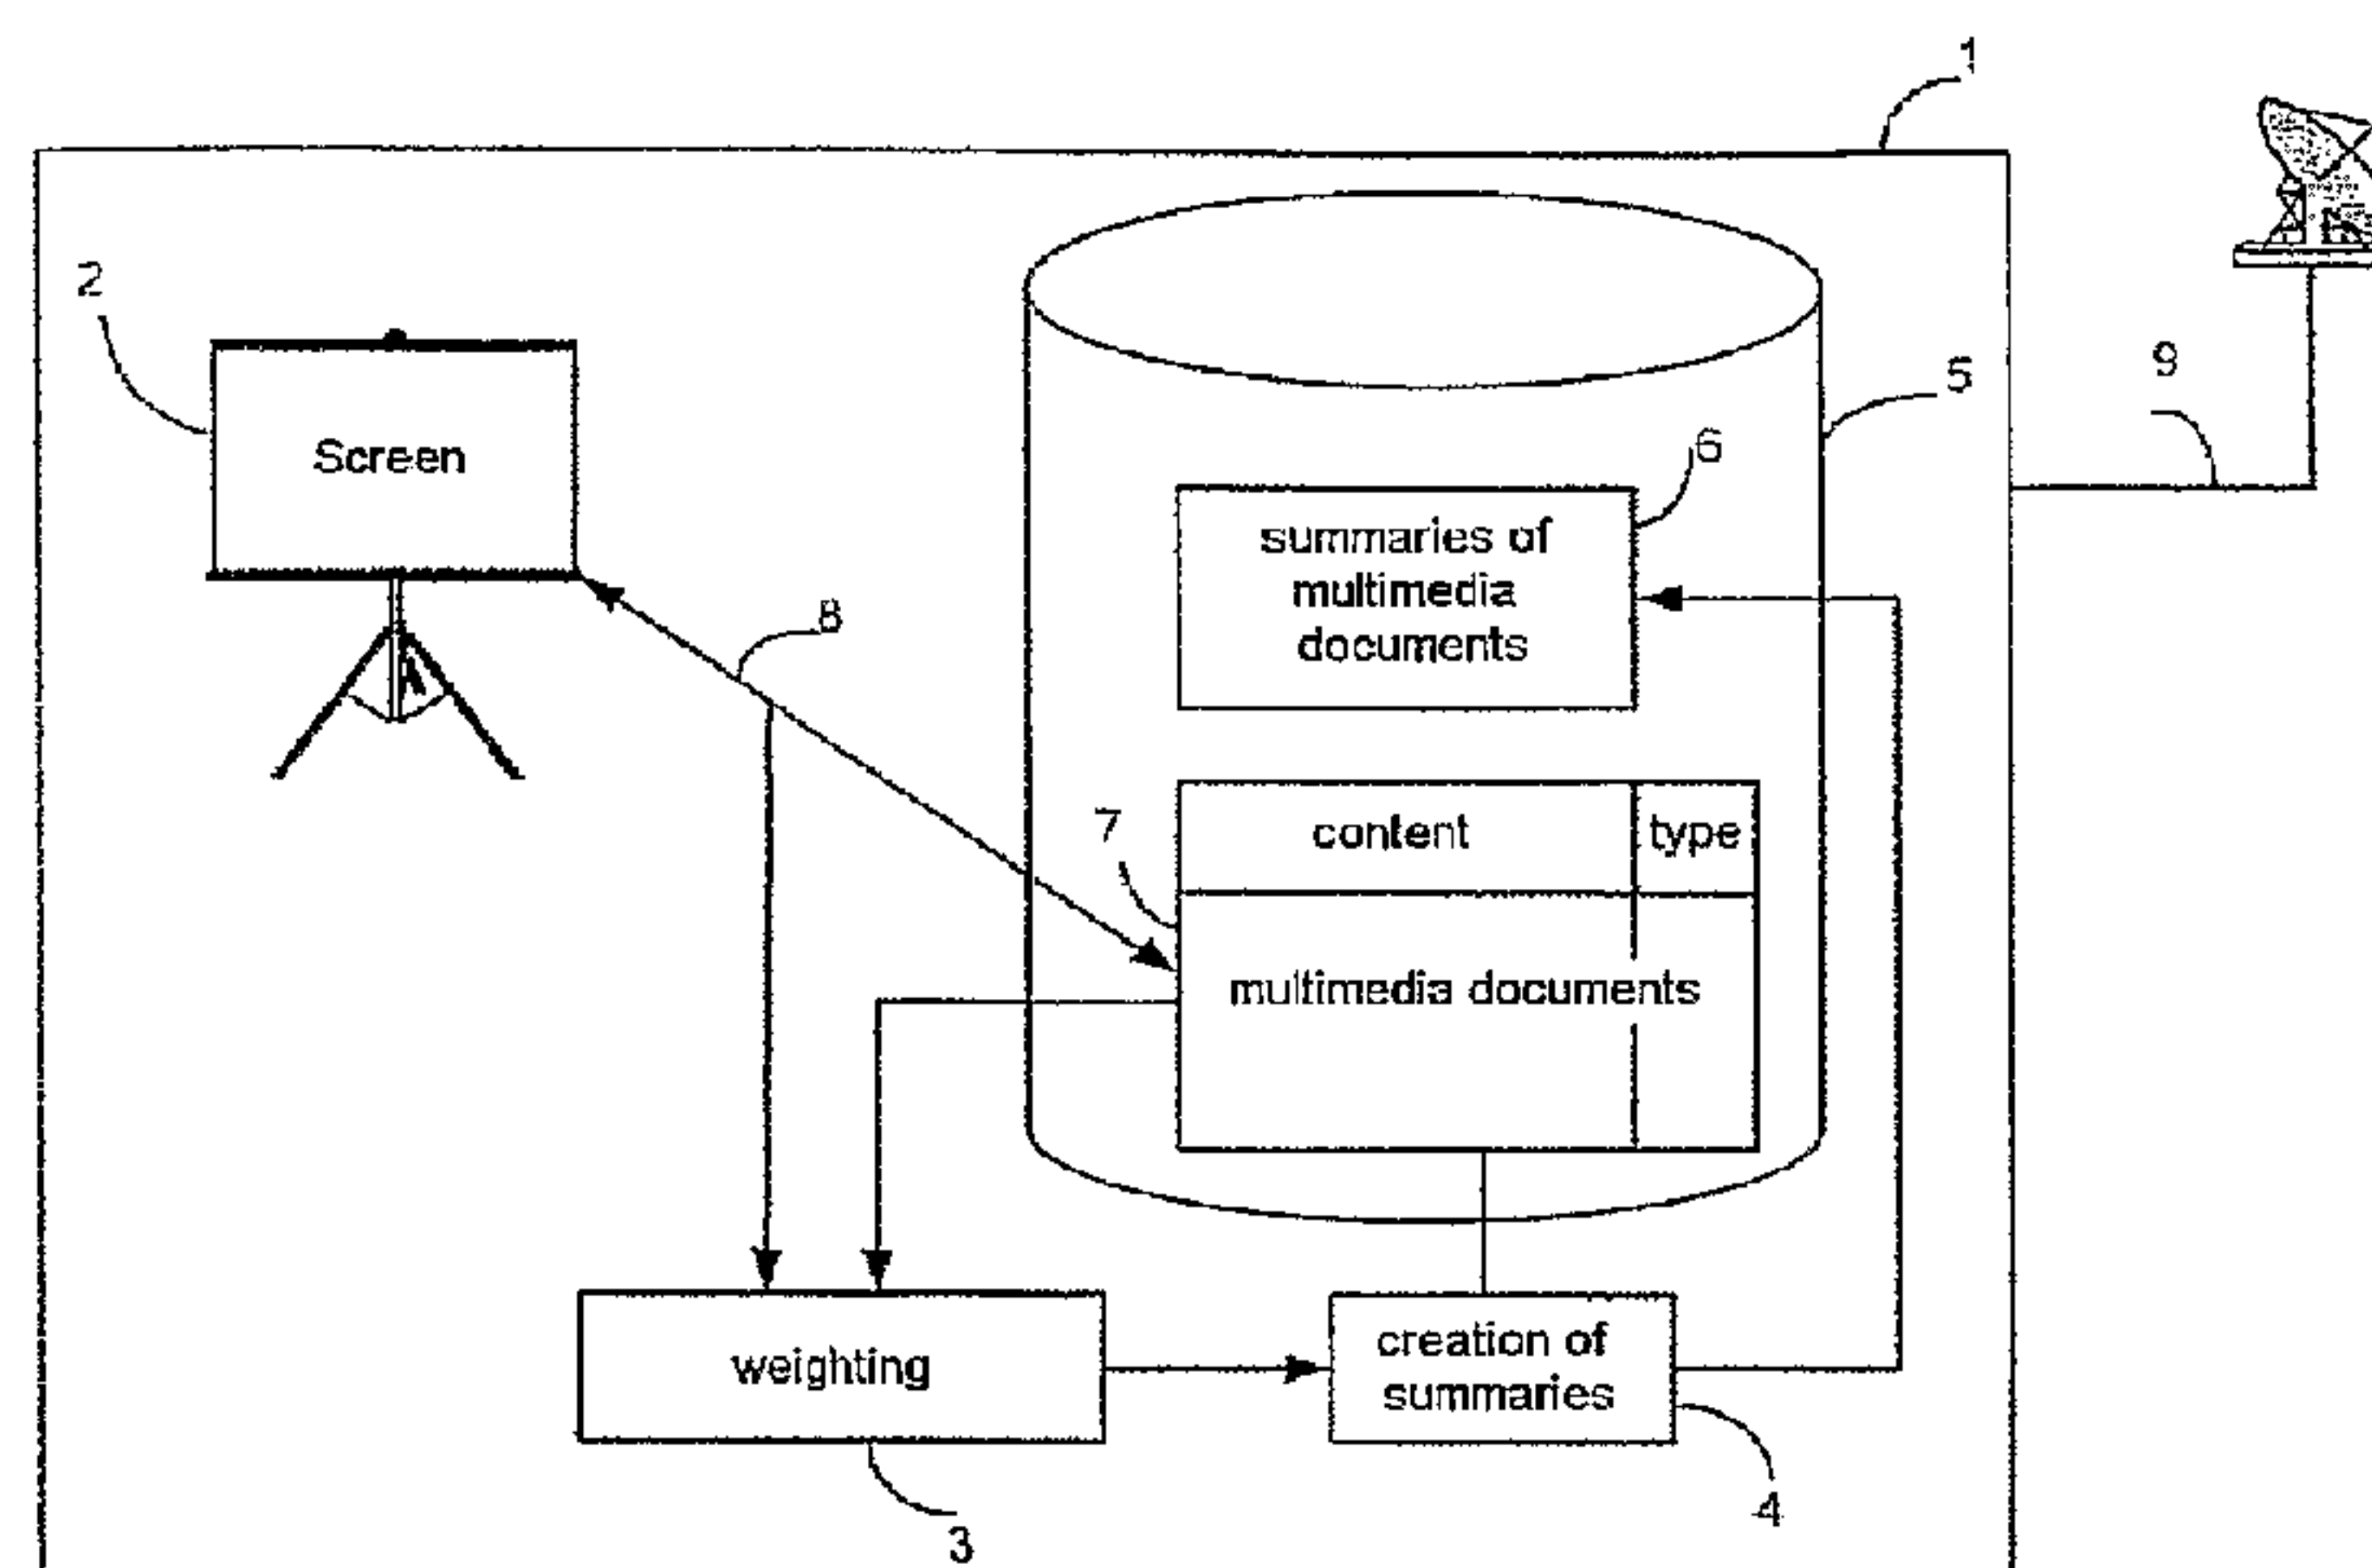 1
2
Screen
9
5
6
summaries of
multimedia
documents
8
7
content
type
multimedia documents
weighting
creation of
summaries
4
3